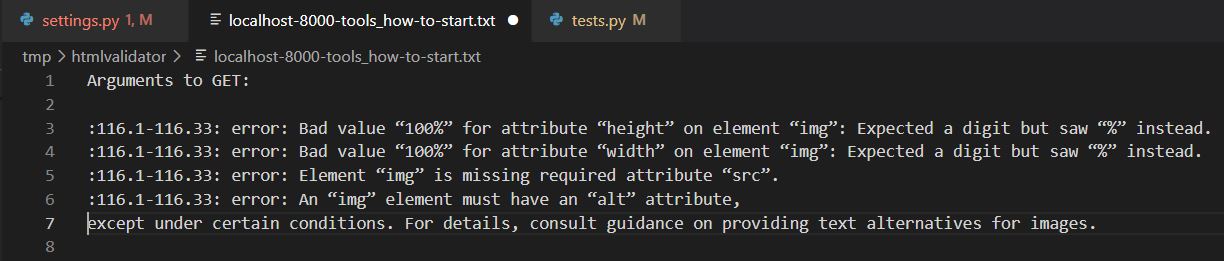 settings.py 1, M localhost-8000-tools_how-to-start.txt tests.py M
tmp > htmlvalidator > localhost-8000-tools_how-to-start.txt
1 Arguments to GET:
2
3 :116.1-116.33: error: Bad value “100%” for attribute “height” on element “img”: Expected a digit but saw “%” instead.
4 :116.1-116.33: error: Bad value “100%” for attribute “width” on element “img”: Expected a digit but saw “%” instead.
5 :116.1-116.33: error: Element “img” is missing required attribute “src”.
6 :116.1-116.33: error: An “img” element must have an “alt” attribute,
7 except under certain conditions. For details, consult guidance on providing text alternatives for images.
8